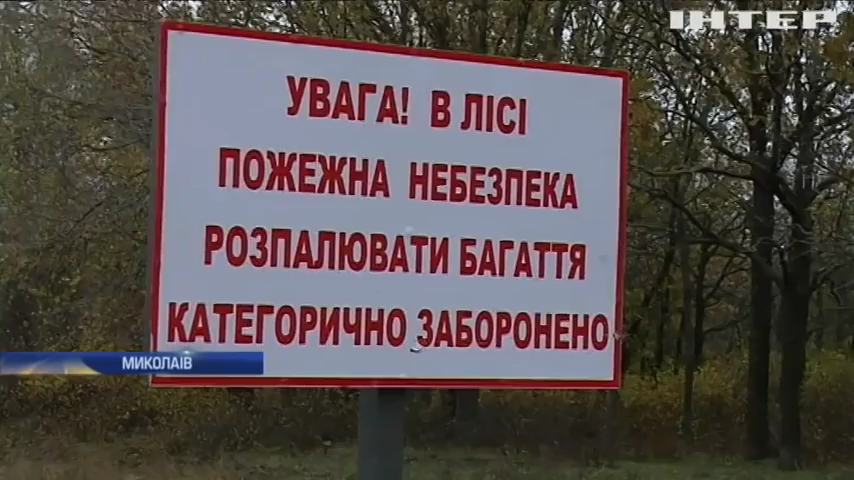 ІНТЕР
УВАГА! В ЛІСІ
ПОЖЕЖНА НЕБЕЗПЕКА
РОЗПАЛЮВАТИ БАГАТТЯ
КАТЕГОРИЧНО ЗАБОРОНЕНО
МИКОЛАЇВ